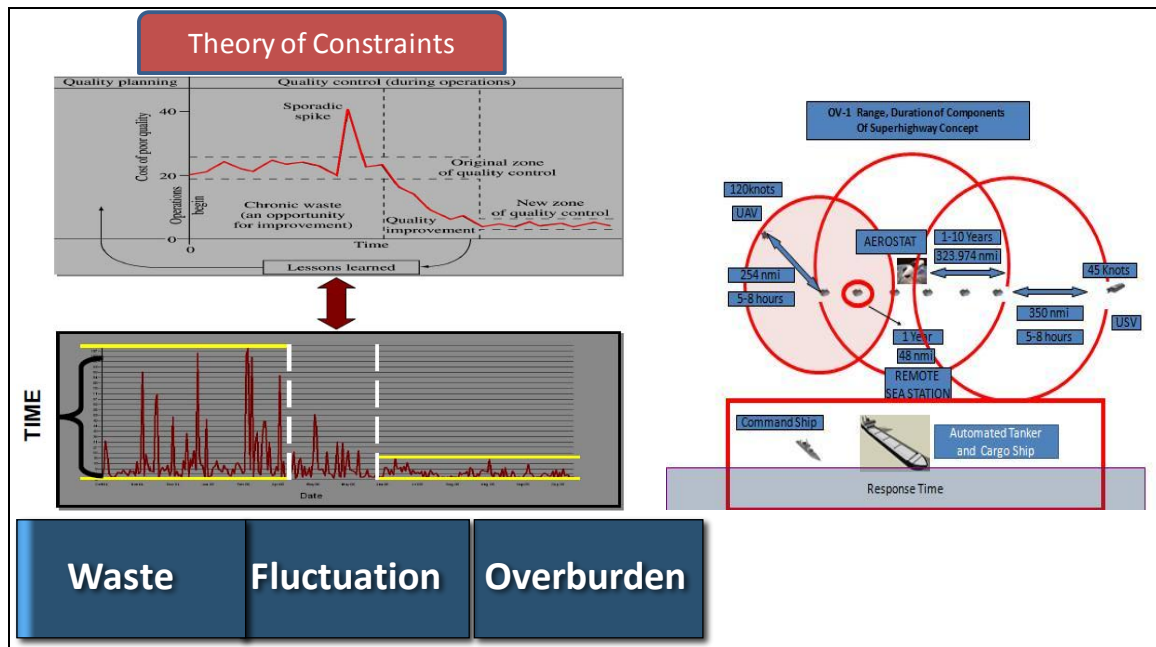 Theory of Constraints
Quality planning
Quality control (during operations)
Cost of poor quality
40
20
0
Sporadic
spike
Original zone
of quality control
Operations
begin
Chronic waste
(an opportunity
for improvement)
Quality
improvement
New zone
of quality control
0
Time
Lessons learned
TIME
Date
Waste
Fluctuation
Overburden
OV-1 Range, Duration of Components
Of Superhighway Concept
120knots
UAV
254 nmi
5-8 hours
AEROSTAT
1-10 Years
323.974 nmi
45 Knots
USV
350 nmi
5-8 hours
1 Year
48 nmi
REMOTE
SEA STATION
Command Ship
Automated Tanker
and Cargo Ship
Response Time